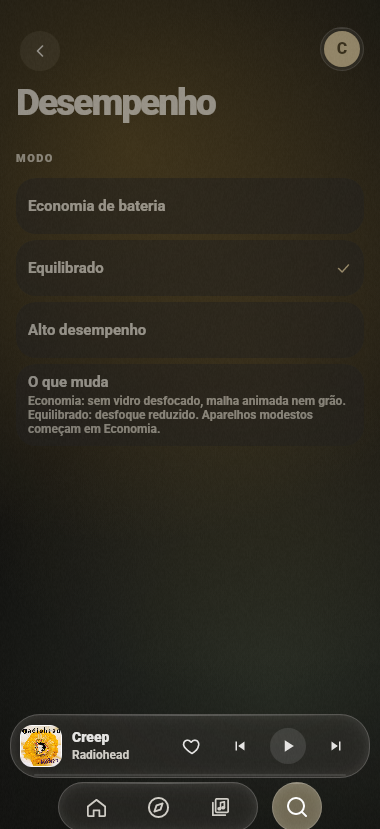 C
Desempenho
MODO
Economia de bateria
Equilibrado
Alto desempenho
O que muda
Economia: sem vidro desfocado, malha animada nem grão.
Equilibrado: desfoque reduzido. Aparelhos modestos
começam em Economia.
Radiohead
Creep
Radiohead